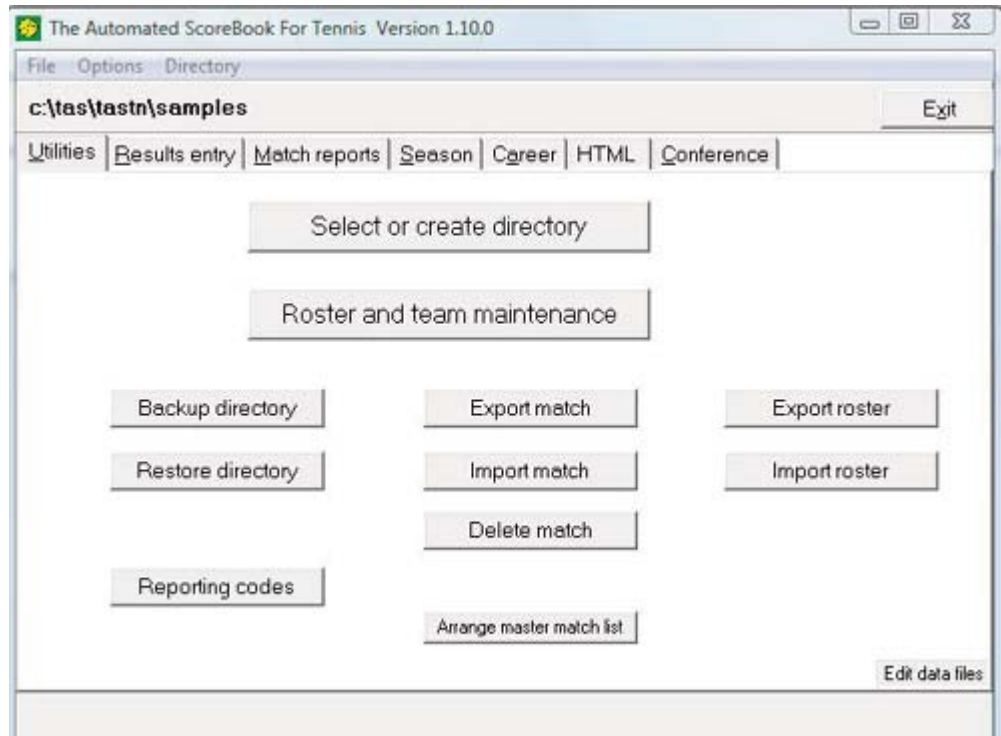 The Automated ScoreBook For Tennis Version 1.10.0
File Options Directory
c:\tas\tastn\samples Exit
Utilities Results entry Match reports Season Career HTML Conference
Select or create directory
Roster and team maintenance
Backup directory Export match Export roster
Restore directory Import match Import roster
Delete match
Reporting codes
Arrange master match list
Edit data files